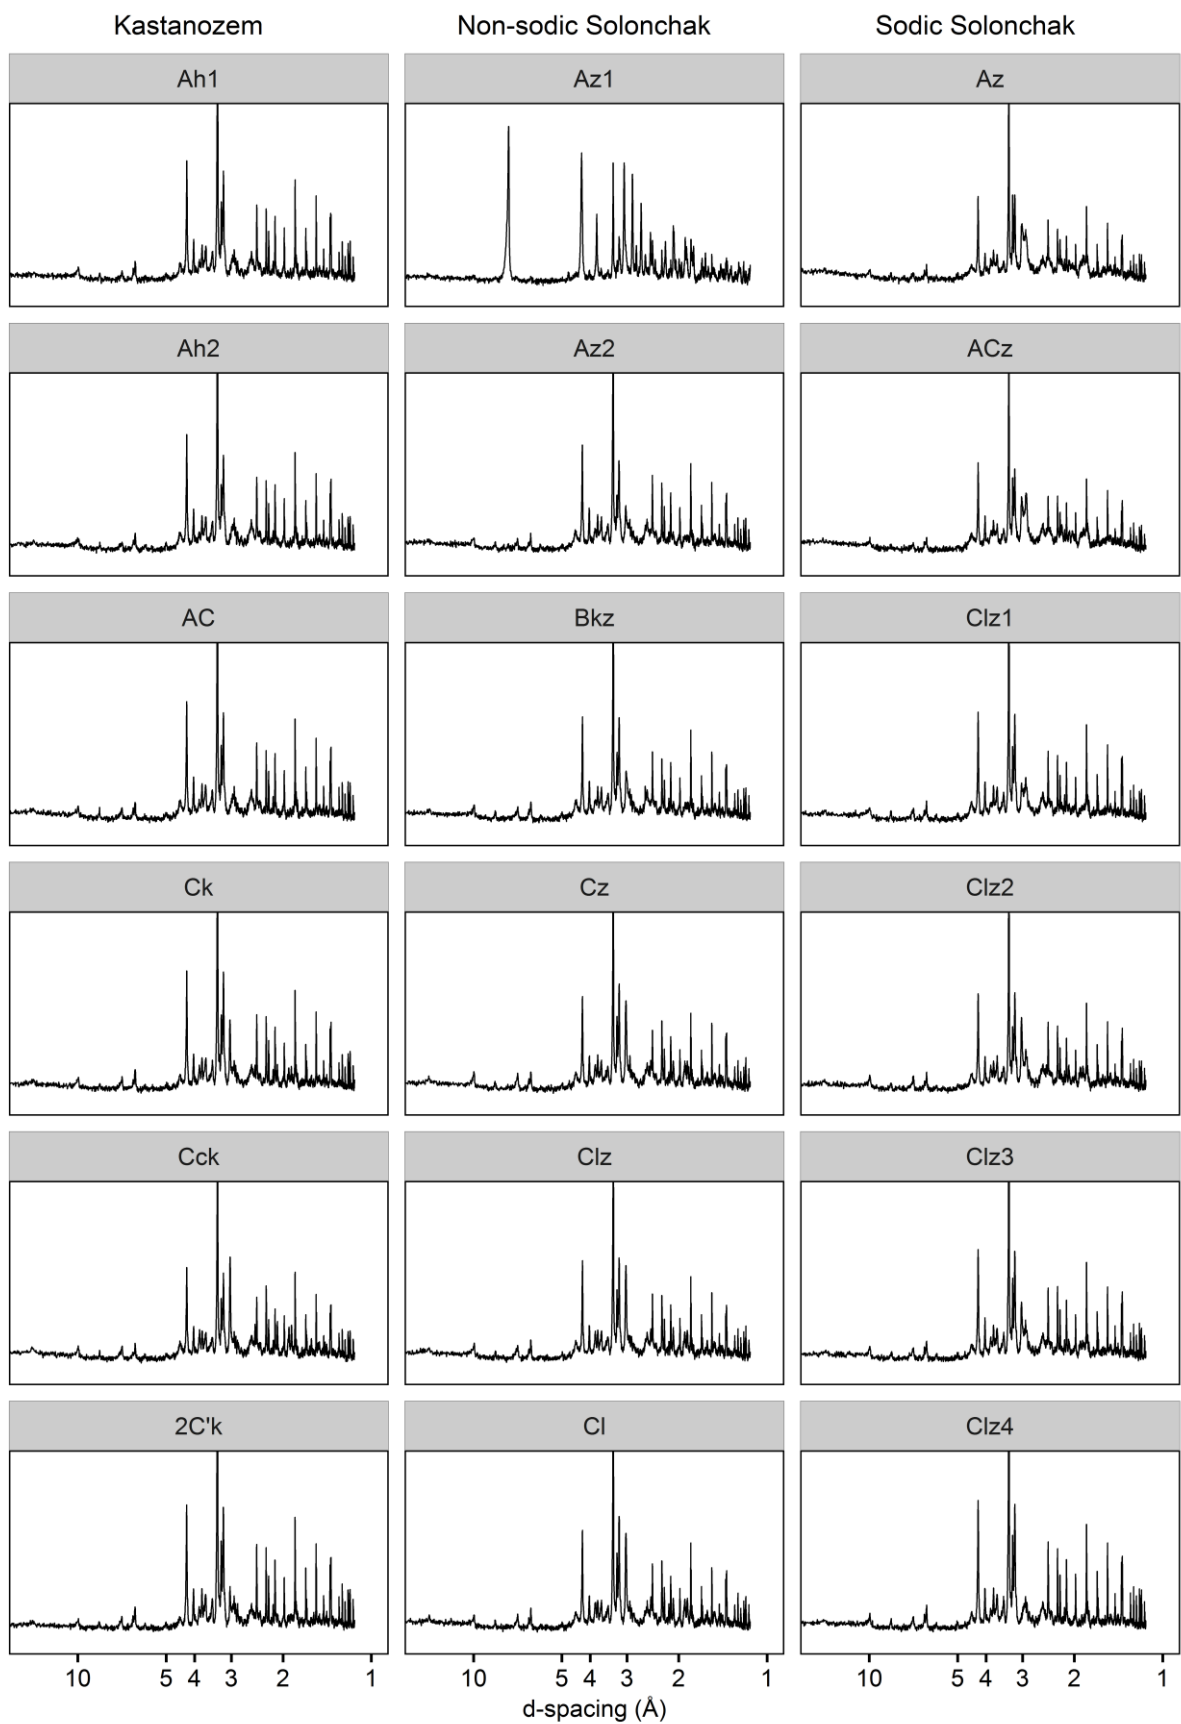 Kastanozem Non-sodic Solonchak Sodic Solonchak
Ah1 Az1 Az
Ah2 Az2 ACz
AC Bkz Clz1
Ck Cz Clz2
Cck Clz Clz3
2C'k Cl Clz4
10 5 4 3 2 1 10 5 4 3 2 1 10 5 4 3 2 1
d-spacing (Å)